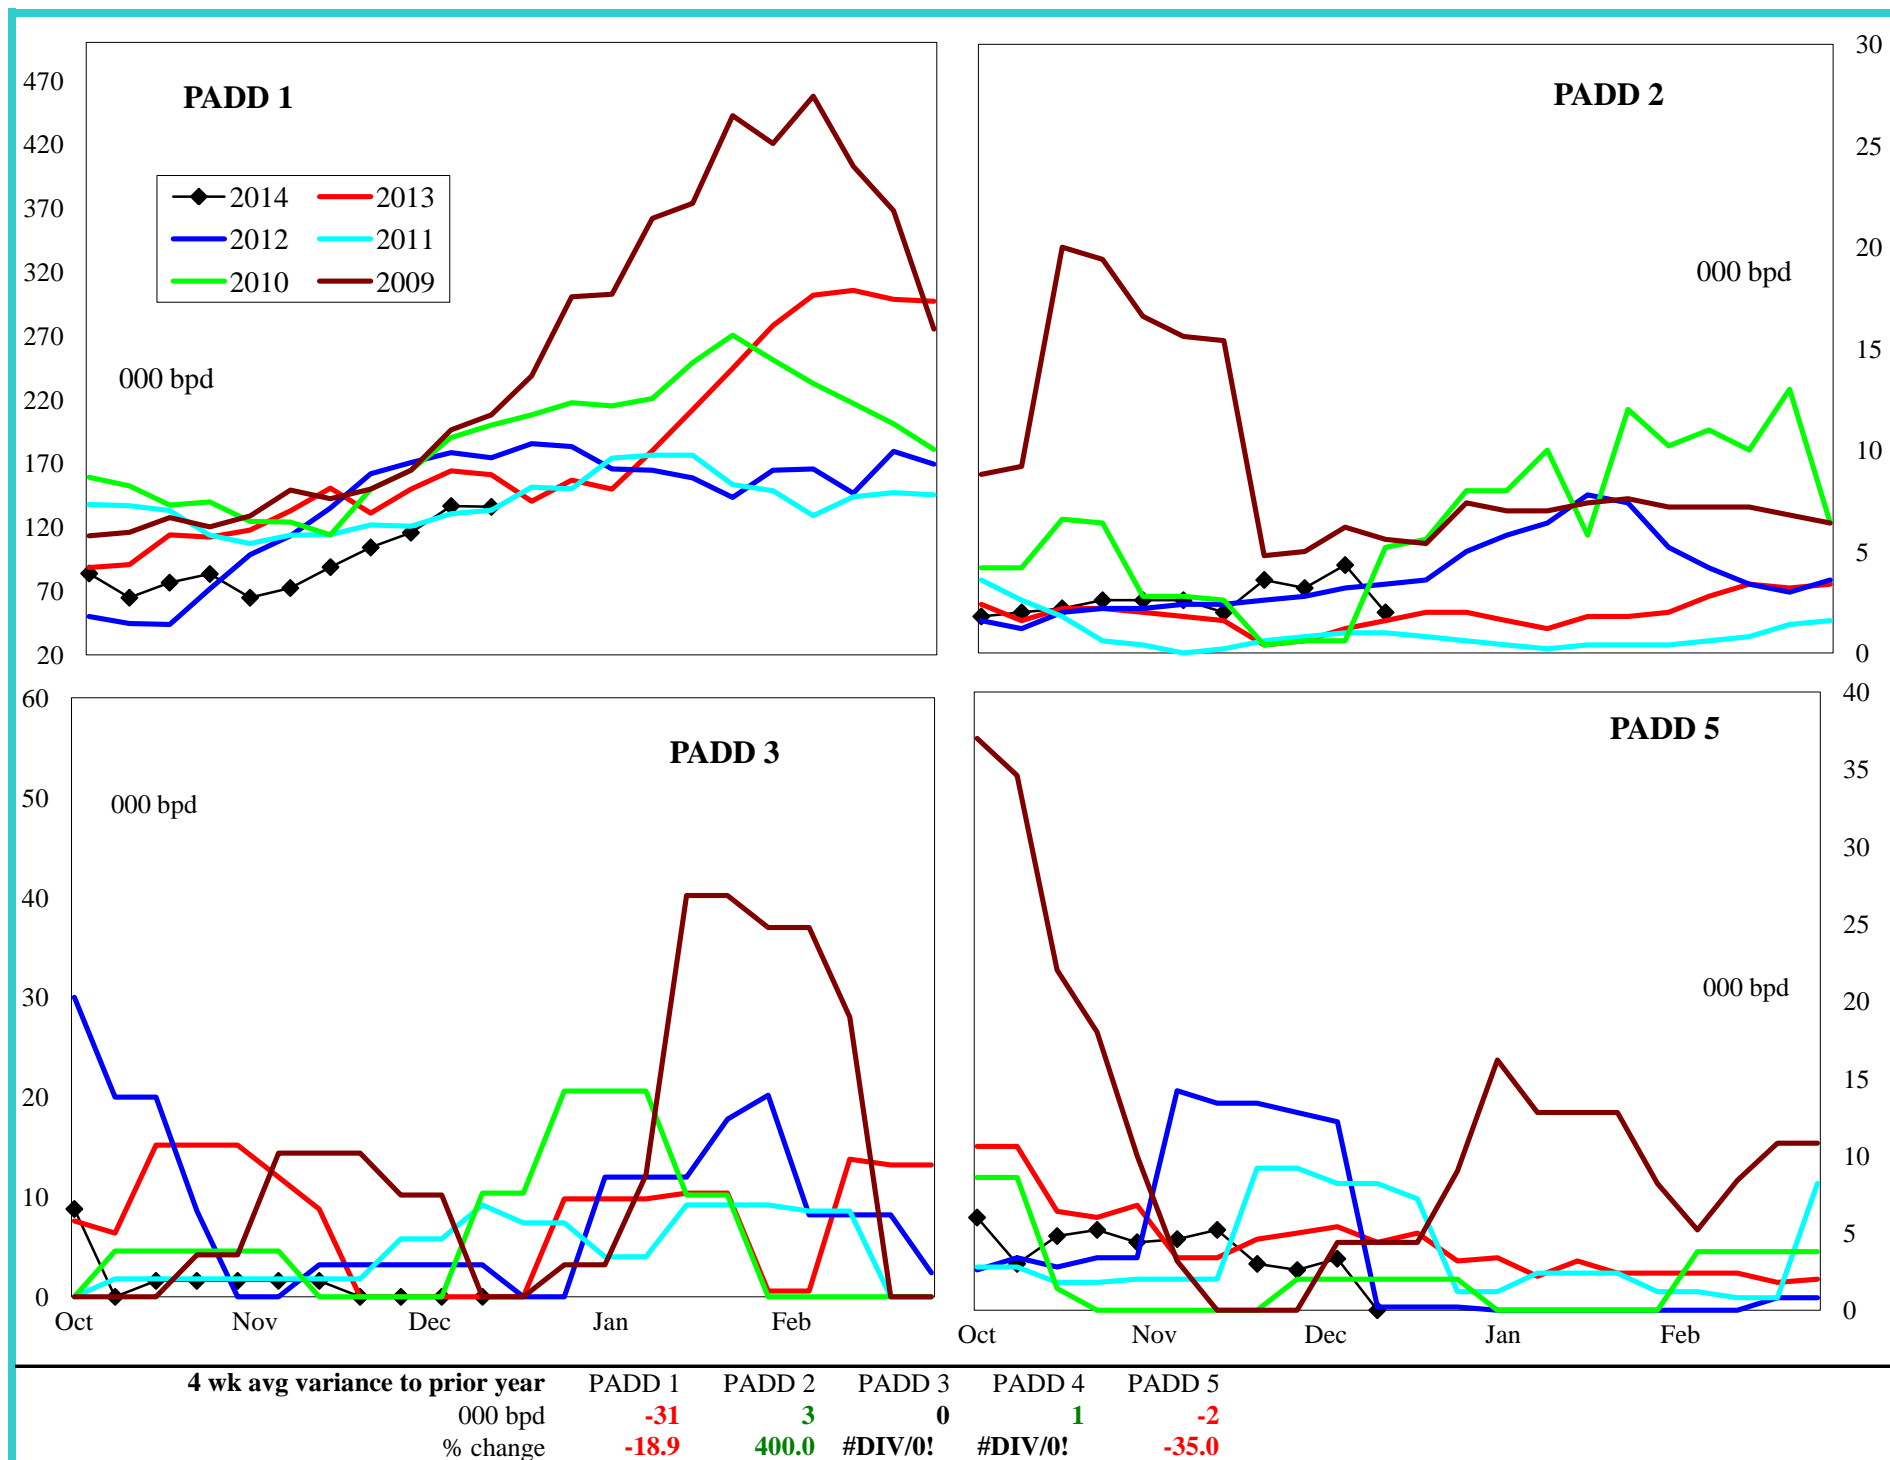 PADD 1
470
420
370
320
270
220
170
120
70
20
2014 2013
2012 2011
2010 2009
000 bpd
PADD 2
30
25
20
15
10
5
0
000 bpd
PADD 3
60
50
40
30
20
10
0
000 bpd
Oct Nov Dec Jan Feb
PADD 5
40
35
30
25
20
15
10
5
0
000 bpd
Oct Nov Dec Jan Feb
4 wk avg variance to prior year PADD 1 PADD 2 PADD 3 PADD 4 PADD 5
000 bpd -31 3 0 1 -2
% change -18.9 400.0 #DIV/0! #DIV/0! -35.0